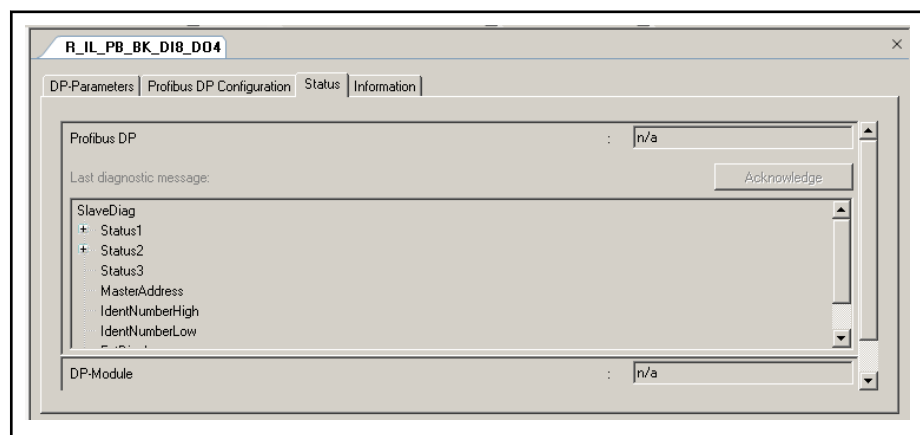 R_IL_PB_BK_DI8_DO4
DP-Parameters Profibus DP Configuration Status Information
Profibus DP : n/a
Last diagnostic message: Acknowledge
SlaveDiag
Status1
Status2
Status3
MasterAddress
IdentNumberHigh
IdentNumberLow
DP-Module : n/a